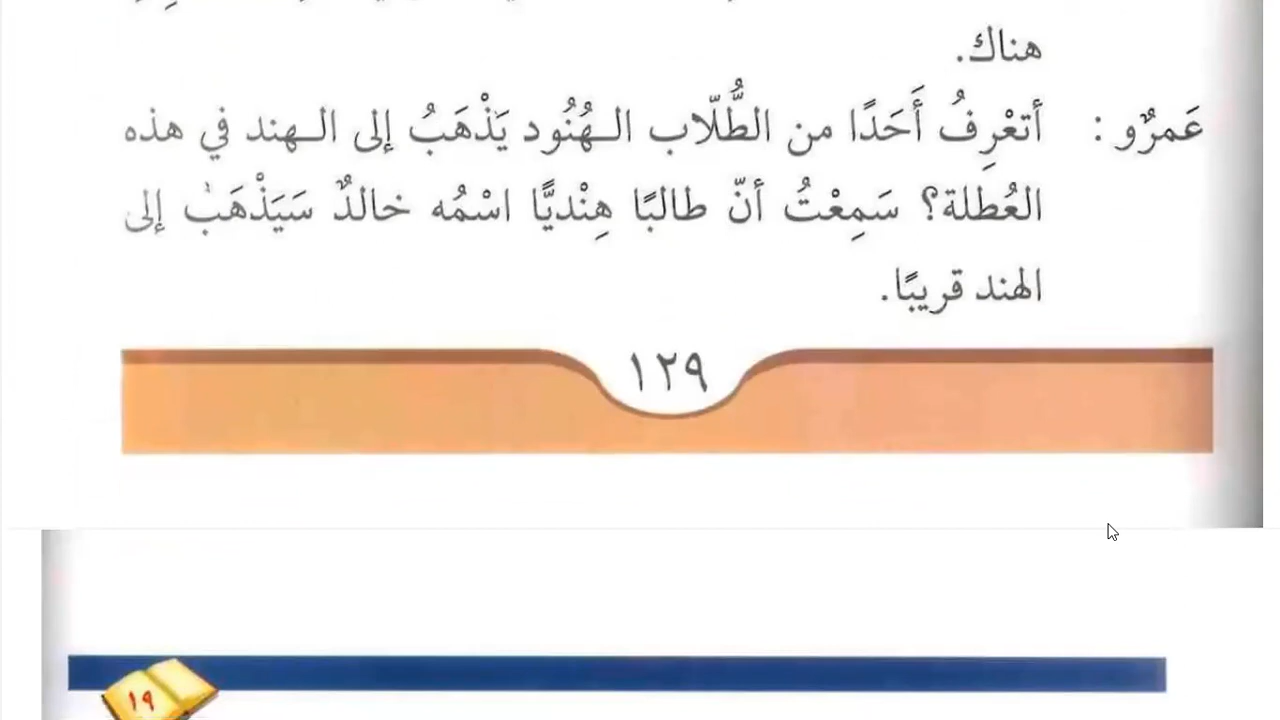 هناك.
عَمرٌو : أتعْرِفُ أَحَدًا من الطُّلّاب الـهُنُود يَذْهَبُ إلى الـهند في هذه
العُطلة؟ سَمِعْتُ أنّ طالبًا هِنْديًّا اسْمُه خالدٌ سَيَذْهَبُ إلى
الهند قريبًا.
١٢٩
١٩